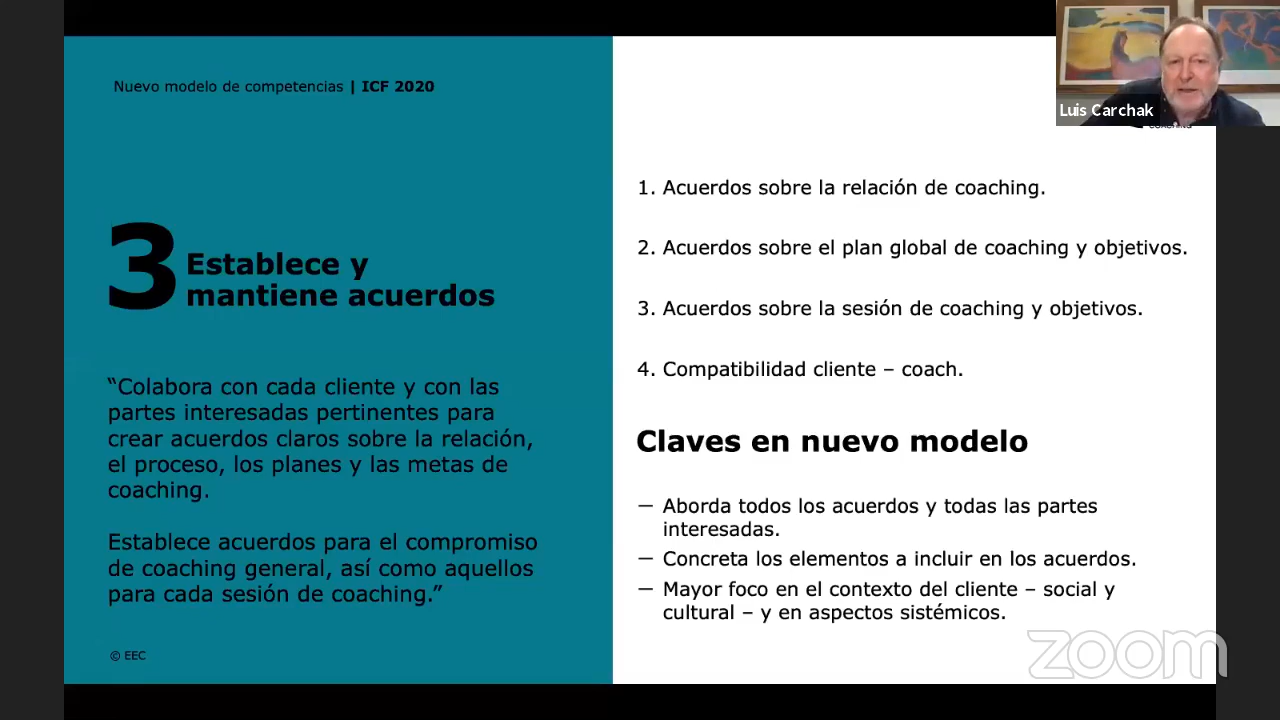 Nuevo modelo de competencias | ICF 2020
3
Establece y
mantiene acuerdos
“Colabora con cada cliente y con las
partes interesadas pertinentes para
crear acuerdos claros sobre la relación,
el proceso, los planes y las metas de
coaching.
Establece acuerdos para el compromiso
de coaching general, así como aquellos
para cada sesión de coaching.”
© EEC
Luis Carchak
1. Acuerdos sobre la relación de coaching.
2. Acuerdos sobre el plan global de coaching y objetivos.
3. Acuerdos sobre la sesión de coaching y objetivos.
4. Compatibilidad cliente – coach.
Claves en nuevo modelo
— Aborda todos los acuerdos y todas las partes
interesadas.
— Concreta los elementos a incluir en los acuerdos.
— Mayor foco en el contexto del cliente – social y
cultural – y en aspectos sistémicos.
zoom